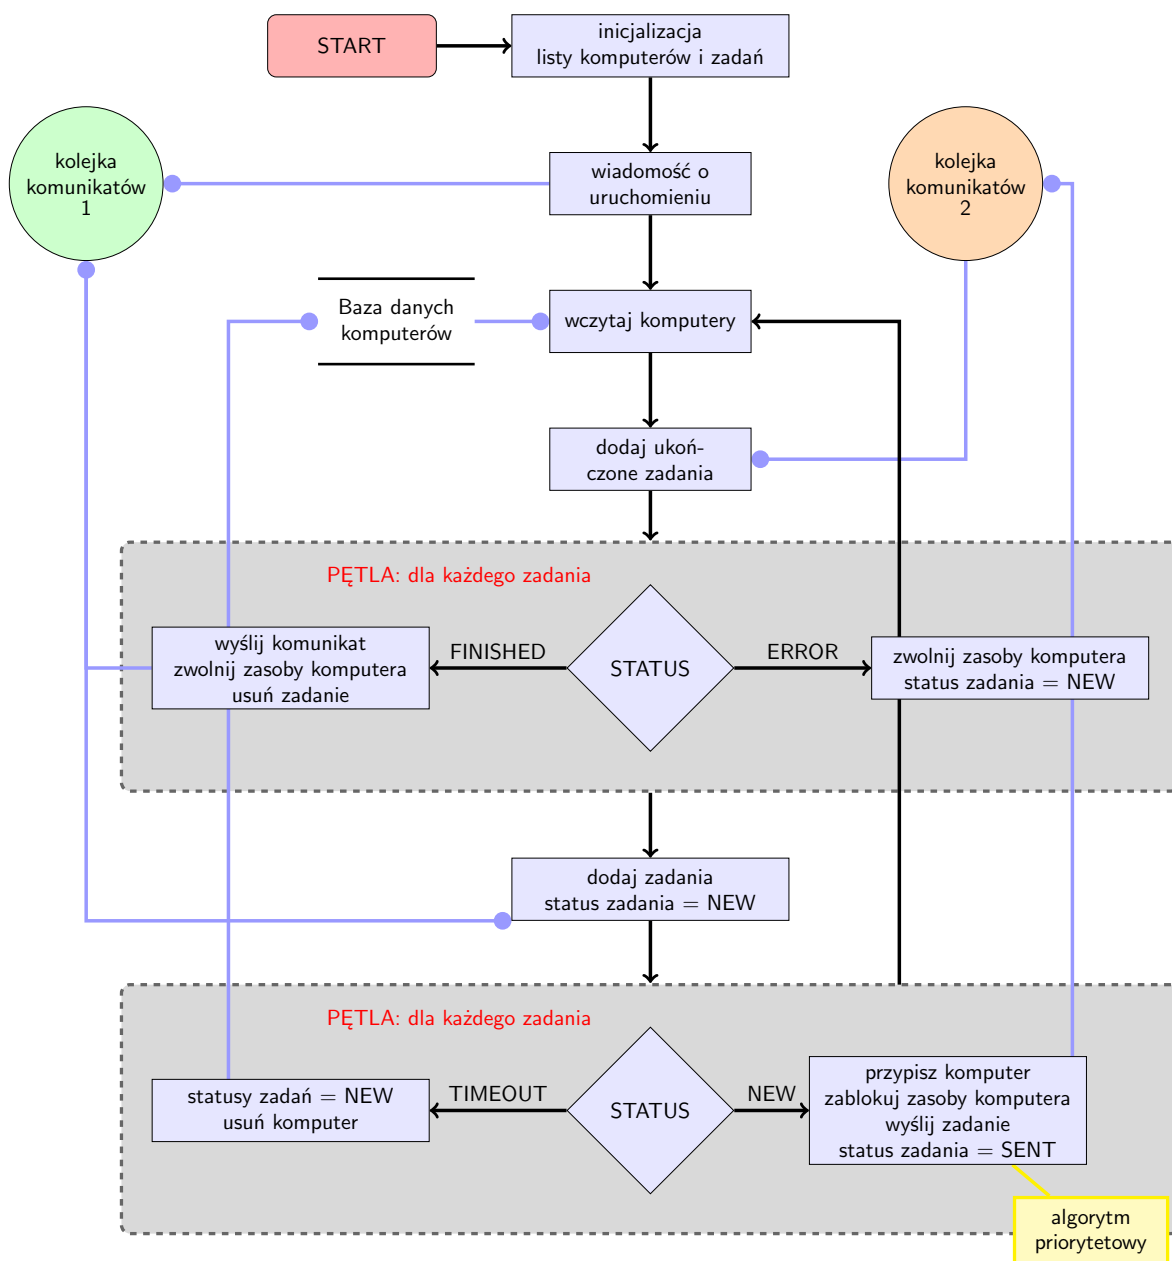 START
inicjalizacja
listy komputerów i zadań
kolejka
komunikatów
1
wiadomość o
uruchomieniu
kolejka
komunikatów
2
Baza danych
komputerów
wczytaj komputery
dodaj ukoń-
czone zadania
PĘTLA: dla każdego zadania
wyślij komunikat
zwolnij zasoby komputera
usuń zadanie
FINISHED
STATUS
ERROR
zwolnij zasoby komputera
status zadania = NEW
dodaj zadania
status zadania = NEW
PĘTLA: dla każdego zadania
statusy zadań = NEW
usuń komputer
TIMEOUT
STATUS
NEW
przypisz komputer
zablokuj zasoby komputera
wyślij zadanie
status zadania = SENT
algorytm
priorytetowy